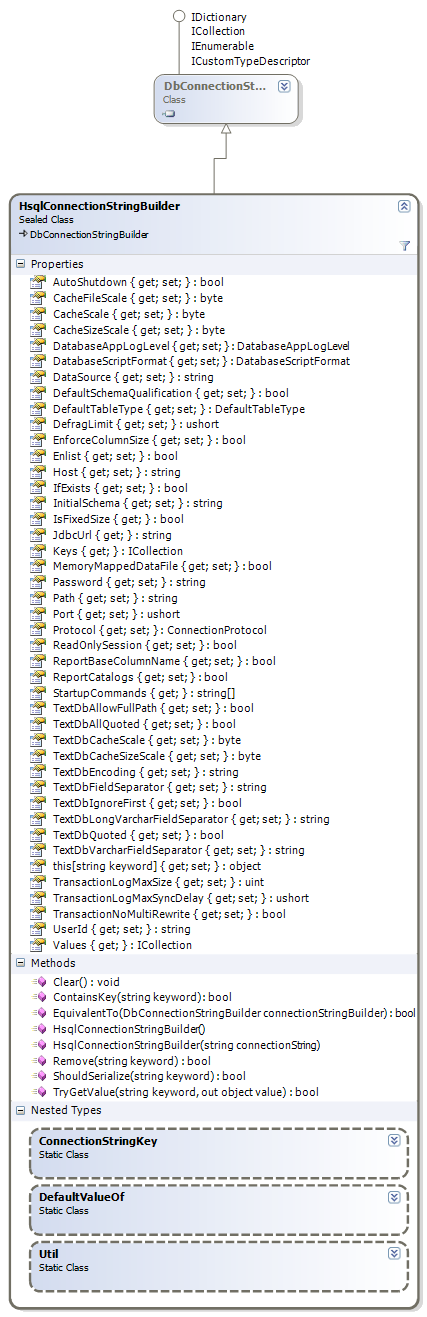 IDictionary
ICollection
IEnumerable
ICustomTypeDescriptor
DbConnectionSt...
Class
HsqlConnectionStringBuilder
Sealed Class
DbConnectionStringBuilder
Properties
AutoShutdown { get; set; } : bool
CacheFileScale { get; set; } : byte
CacheScale { get; set; } : byte
CacheSizeScale { get; set; } : byte
DatabaseAppLogLevel { get; set; } : DatabaseAppLogLevel
DatabaseScriptFormat { get; set; } : DatabaseScriptFormat
DataSource { get; set; } : string
DefaultSchemaQualification { get; set; } : bool
DefaultTableType { get; set; } : DefaultTableType
DefragLimit { get; set; } : ushort
EnforceColumnSize { get; set; } : bool
Enlist { get; set; } : bool
Host { get; set; } : string
IfExists { get; set; } : bool
InitialSchema { get; set; } : string
IsFixedSize { get; set; } : bool
JdbcUrl { get; } : string
Keys { get; } : ICollection
MemoryMappedDataFile { get; set; } : bool
Password { get; set; } : string
Path { get; set; } : string
Port { get; set; } : ushort
Protocol { get; set; } : ConnectionProtocol
ReadOnlySession { get; set; } : bool
ReportBaseColumnName { get; set; } : bool
ReportCatalogs { get; set; } : bool
StartupCommands { get; } : string[]
TextDbAllowFullPath { get; set; } : bool
TextDbAllQuoted { get; set; } : bool
TextDbCacheScale { get; set; } : byte
TextDbCacheSizeScale { get; set; } : byte
TextDbEncoding { get; set; } : string
TextDbFieldSeparator { get; set; } : string
TextDbIgnoreFirst { get; set; } : bool
TextDbLongVarcharFieldSeparator { get; set; } : string
TextDbQuoted { get; set; } : bool
TextDbVarcharFieldSeparator { get; set; } : string
this[string keyword] { get; set; } : object
TransactionLogMaxSize { get; set; } : uint
TransactionLogMaxSyncDelay { get; set; } : ushort
TransactionNoMultiRewrite { get; set; } : bool
UserId { get; set; } : string
Values { get; } : ICollection
Methods
Clear() : void
ContainsKey(string keyword) : bool
EquivalentTo(DbConnectionStringBuilder connectionStringBuilder) : bool
HsqlConnectionStringBuilder()
HsqlConnectionStringBuilder(string connectionString)
Remove(string keyword) : bool
ShouldSerialize(string keyword) : bool
TryGetValue(string keyword, out object value) : bool
Nested Types
ConnectionStringKey
Static Class
DefaultValueOf
Static Class
Util
Static Class